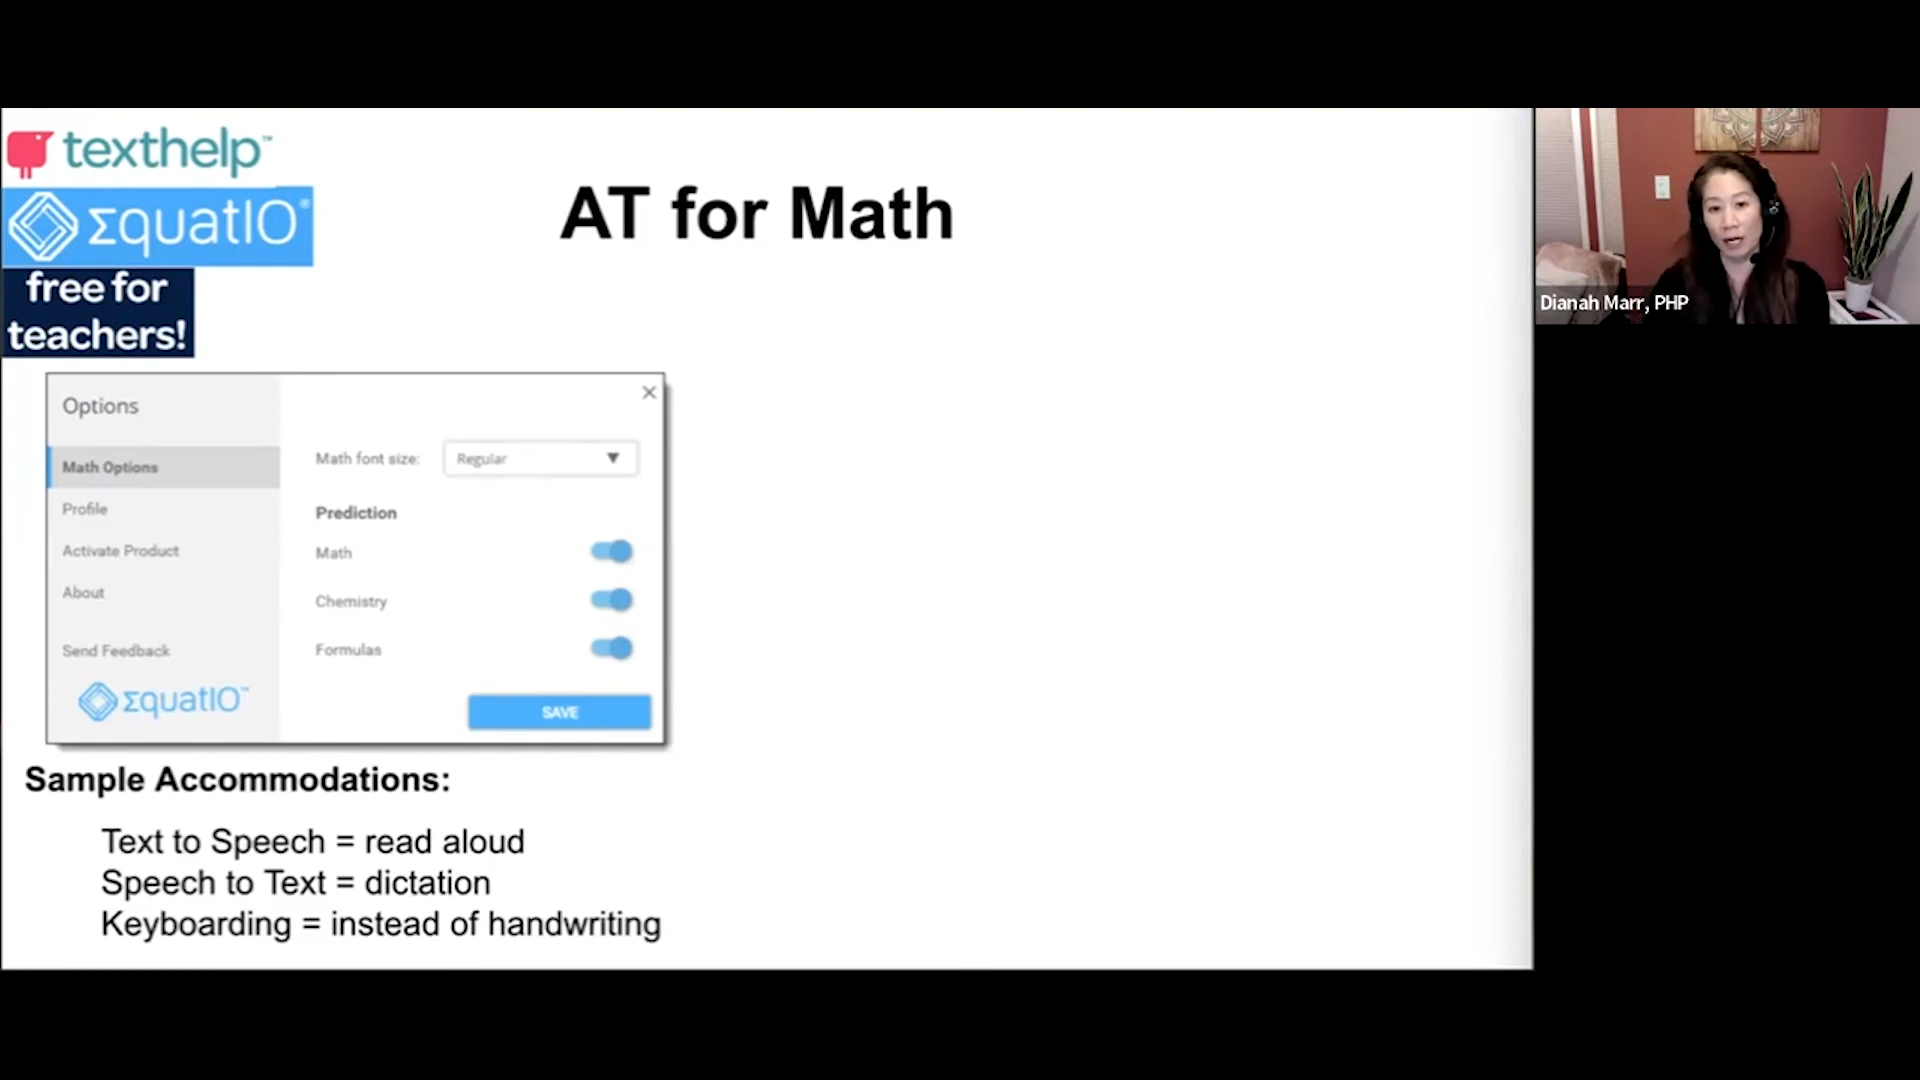 texthelp™
ΣquatIO®
free for
teachers!
AT for Math
Dianah Marr, PHP
Options
Math Options
Profile
Activate Product
About
Send Feedback
ΣquatIO™
Math font size:
Regular
Prediction
Math
Chemistry
Formulas
SAVE
Sample Accommodations:
Text to Speech = read aloud
Speech to Text = dictation
Keyboarding = instead of handwriting